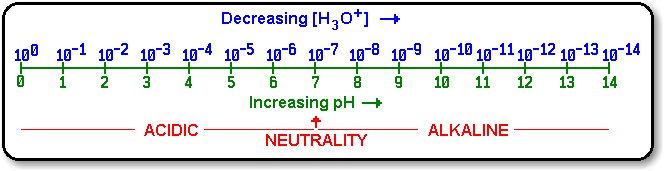 Decreasing [H₃O⁺] →
10⁰ 10⁻¹ 10⁻² 10⁻³ 10⁻⁴ 10⁻⁵ 10⁻⁶ 10⁻⁷ 10⁻⁸ 10⁻⁹ 10⁻¹⁰ 10⁻¹¹ 10⁻¹² 10⁻¹³ 10⁻¹⁴
0 1 2 3 4 5 6 7 8 9 10 11 12 13 14
Increasing pH →
ACIDIC ALKALINE
NEUTRALITY